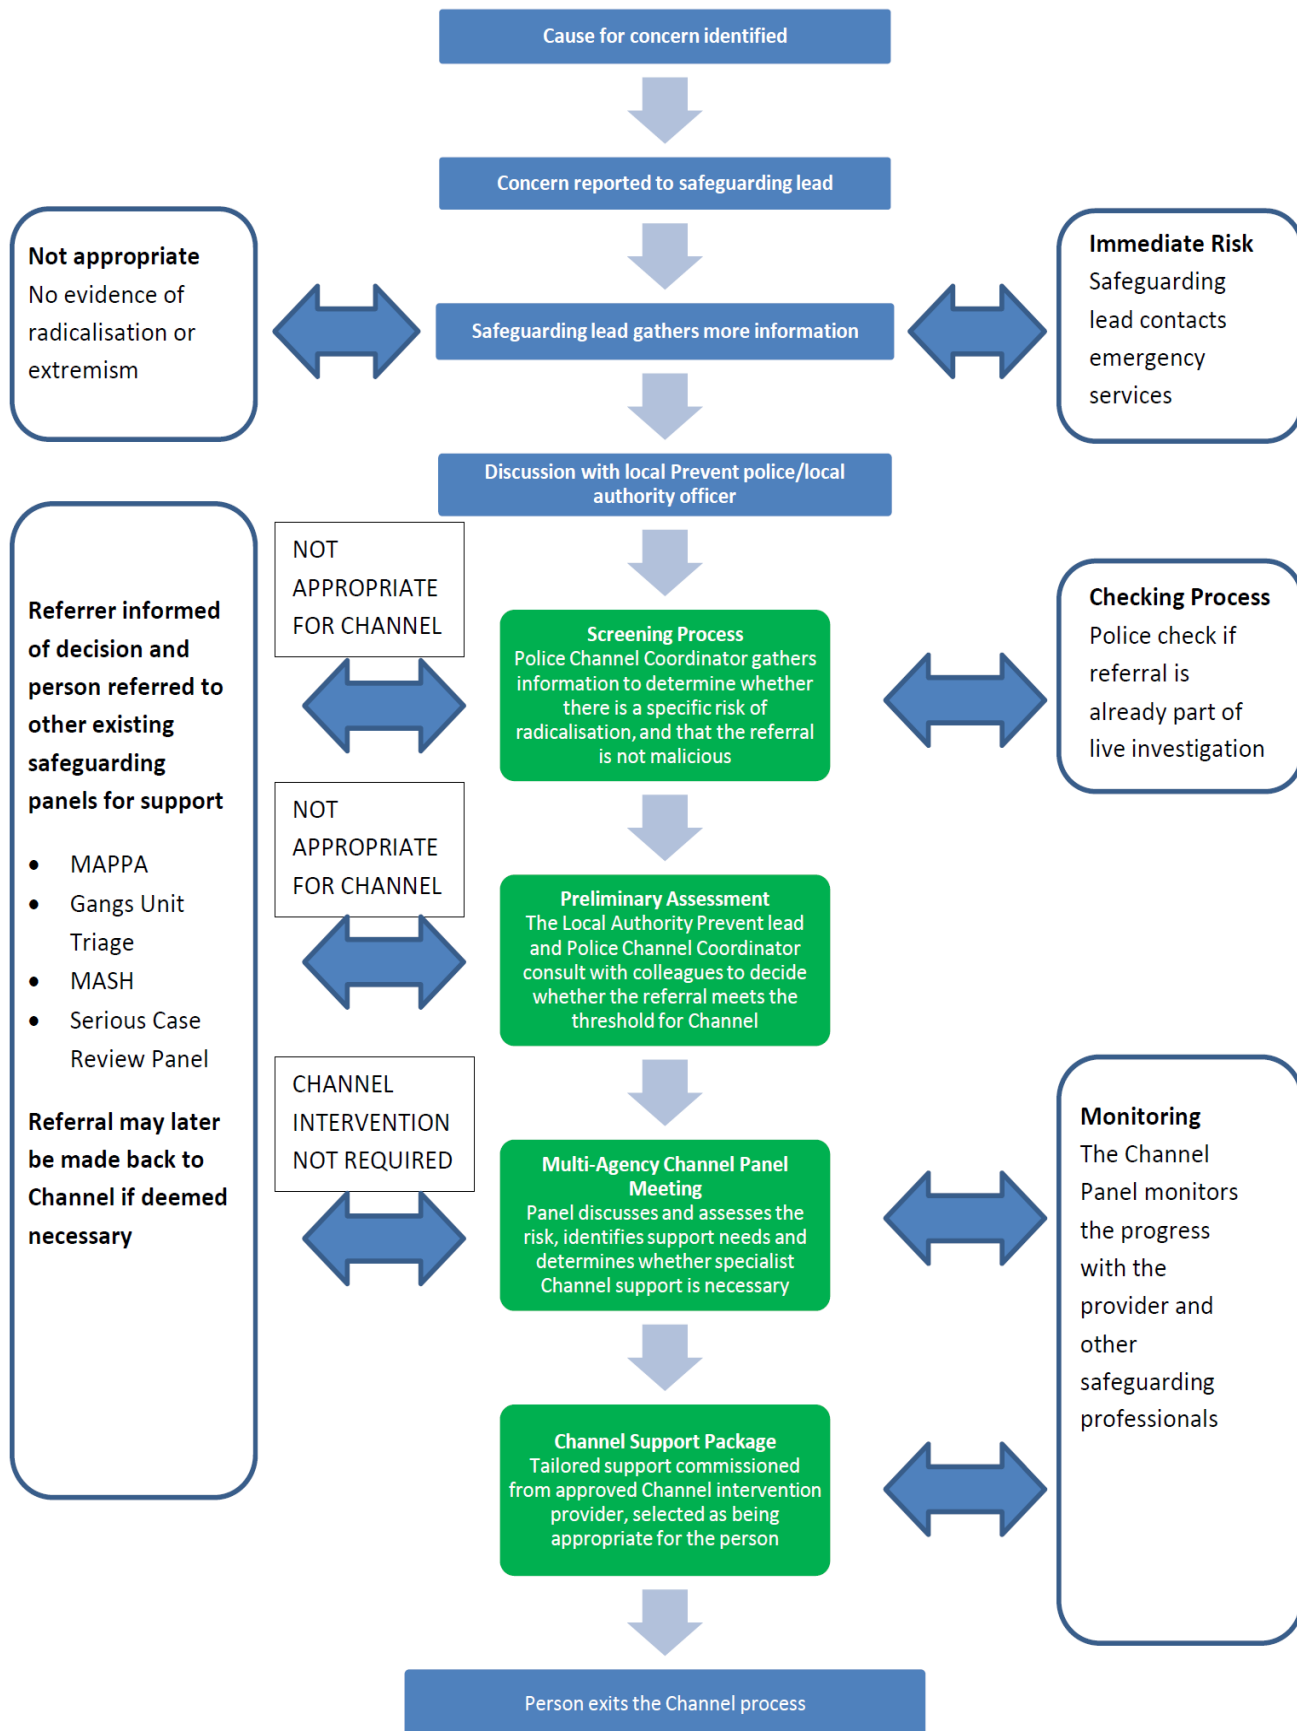 Cause for concern identified
Concern reported to safeguarding lead
Not appropriate
No evidence of
radicalisation or
extremism
Safeguarding lead gathers more information
Immediate Risk
Safeguarding
lead contacts
emergency
services
Discussion with local Prevent police/local
authority officer
Referrer informed
of decision and
person referred to
other existing
safeguarding
panels for support
• MAPPA
• Gangs Unit
Triage
• MASH
• Serious Case
Review Panel
Referral may later
be made back to
Channel if deemed
necessary
NOT
APPROPRIATE
FOR CHANNEL
Screening Process
Police Channel Coordinator gathers
information to determine whether
there is a specific risk of
radicalisation, and that the referral
is not malicious
Checking Process
Police check if
referral is
already part of
live investigation
NOT
APPROPRIATE
FOR CHANNEL
Preliminary Assessment
The Local Authority Prevent lead
and Police Channel Coordinator
consult with colleagues to decide
whether the referral meets the
threshold for Channel
CHANNEL
INTERVENTION
NOT REQUIRED
Multi-Agency Channel Panel
Meeting
Panel discusses and assesses the
risk, identifies support needs and
determines whether specialist
Channel support is necessary
Monitoring
The Channel
Panel monitors
the progress
with the
provider and
other
safeguarding
professionals
Channel Support Package
Tailored support commissioned
from approved Channel intervention
provider, selected as being
appropriate for the person
Person exits the Channel process